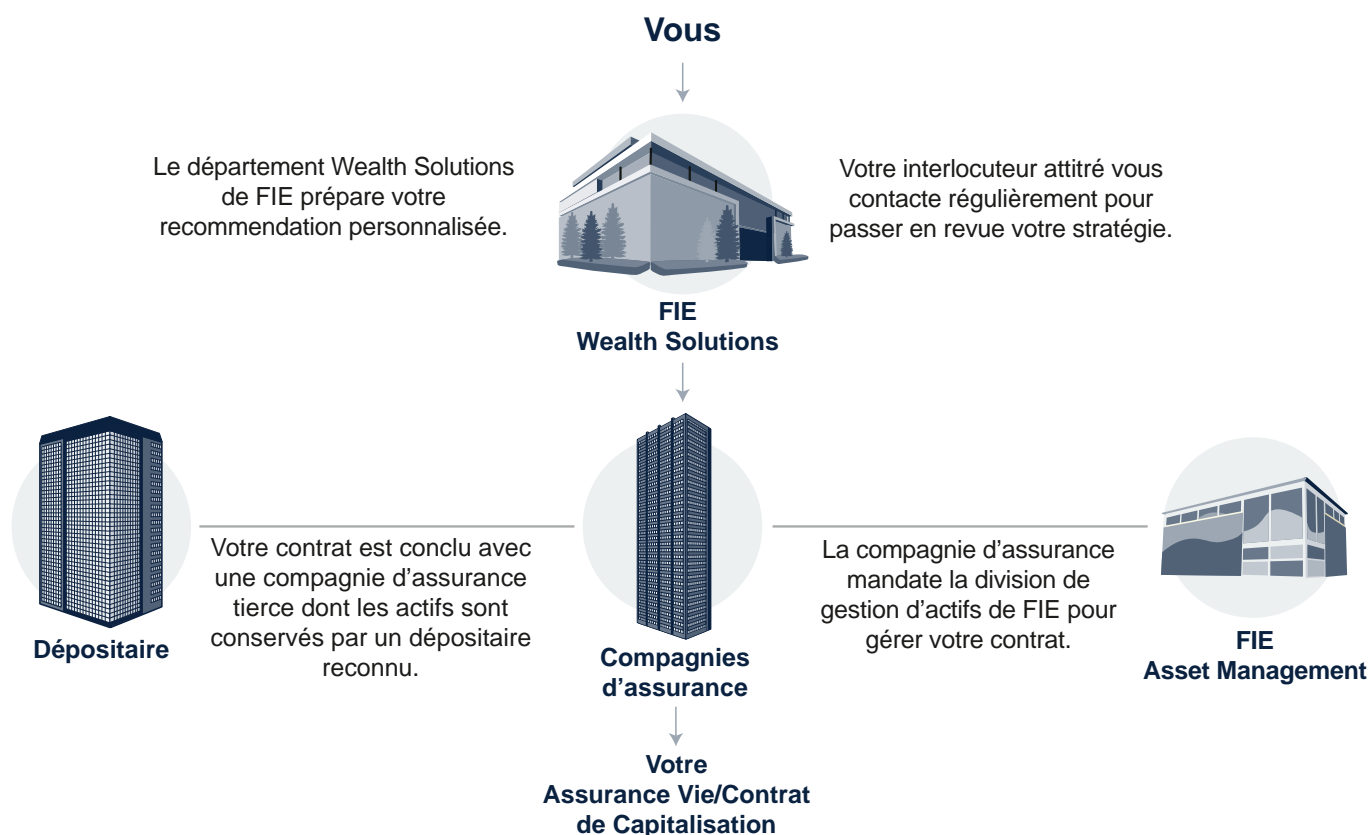 Vous
Le département Wealth Solutions
de FIE prépare votre
recommendation personnalisée.
Votre interlocuteur attitré vous
contacte régulièrement pour
passer en revue votre stratégie.
FIE
Wealth Solutions
Dépositaire
Votre contrat est conclu avec
une compagnie d’assurance
tierce dont les actifs sont
conservés par un dépositaire
reconnu.
Compagnies
d’assurance
La compagnie d’assurance
mandate la division de
gestion d’actifs de FIE pour
gérer votre contrat.
FIE
Asset Management
Votre
Assurance Vie/Contrat
de Capitalisation